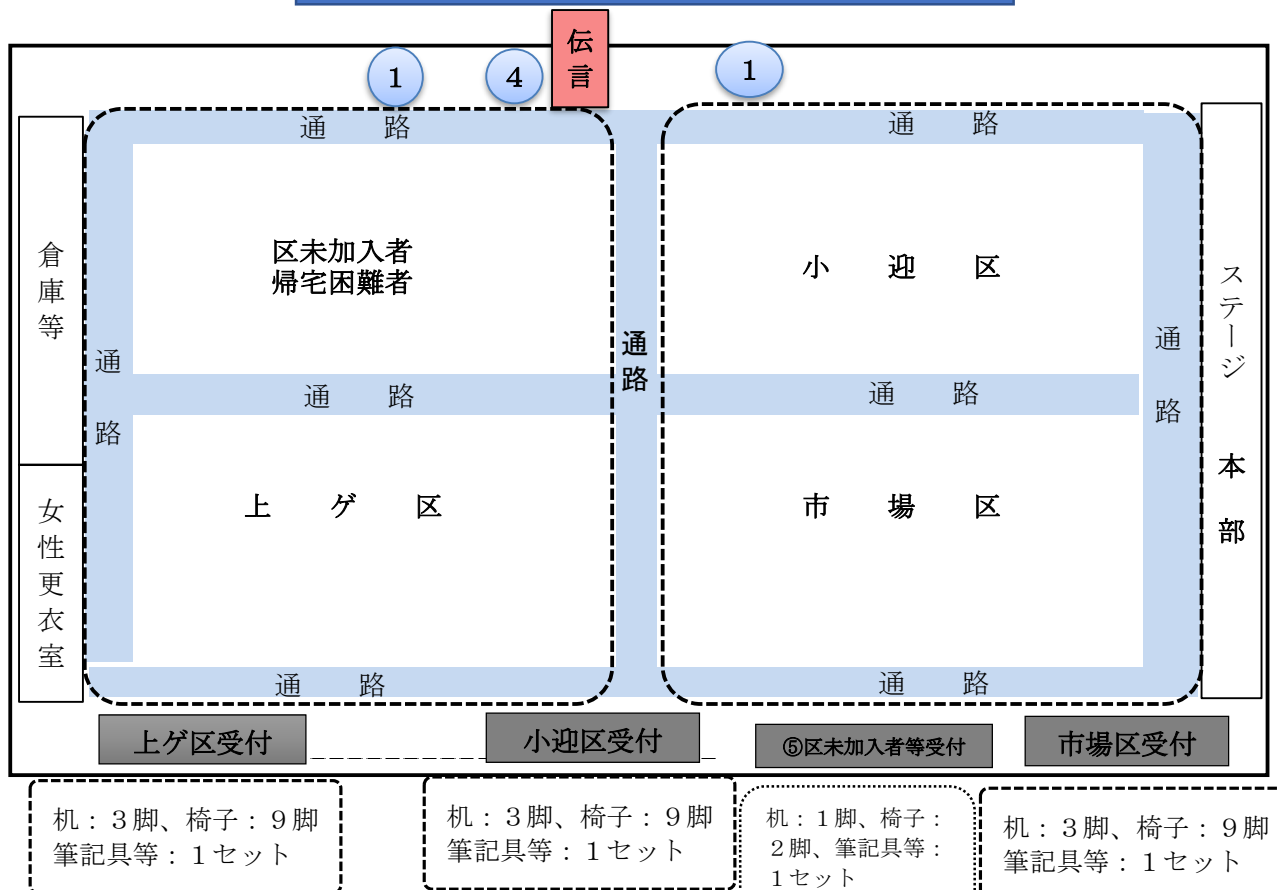 伝言
①
④
①
通　路
通　路
倉庫等
区未加入者
帰宅困難者
小　迎　区
ステージ
通路
通路
通路
通　路
通　路
本部
女性更衣室
上　ゲ　区
市　場　区
通　路
通　路
上ゲ区受付
小迎区受付
⑤区未加入者等受付
市場区受付
机：３脚、椅子：９脚
筆記具等：１セット
机：３脚、椅子：９脚
筆記具等：１セット
机：１脚、椅子：
２脚、筆記具等：
１セット
机：３脚、椅子：９脚
筆記具等：１セット